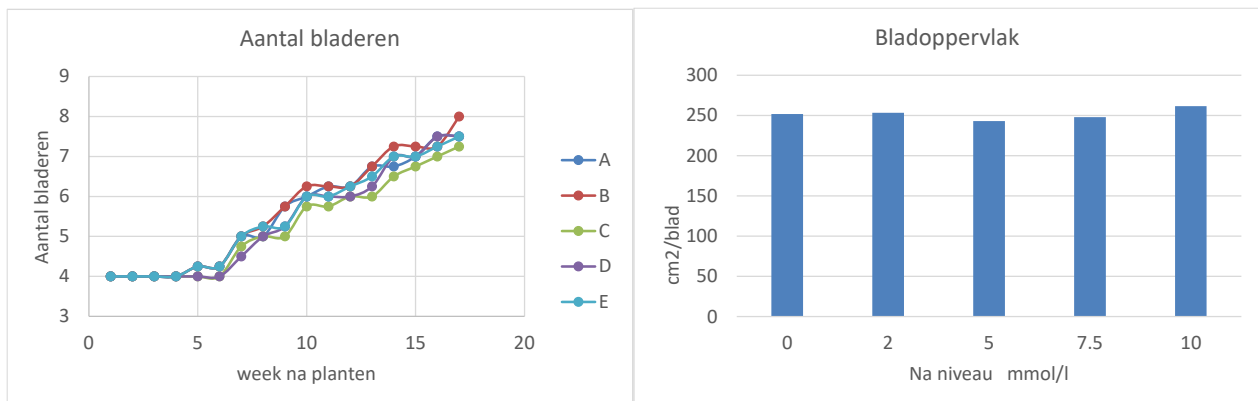 Aantal bladeren
9
8
7
6
5
4
3
Aantal bladeren
0 5 10 15 20
week na planten
A
B
C
D
E
Bladoppervlak
300
250
200
150
100
50
0
cm2/blad
0 2 5 7.5 10
Na niveau mmol/l